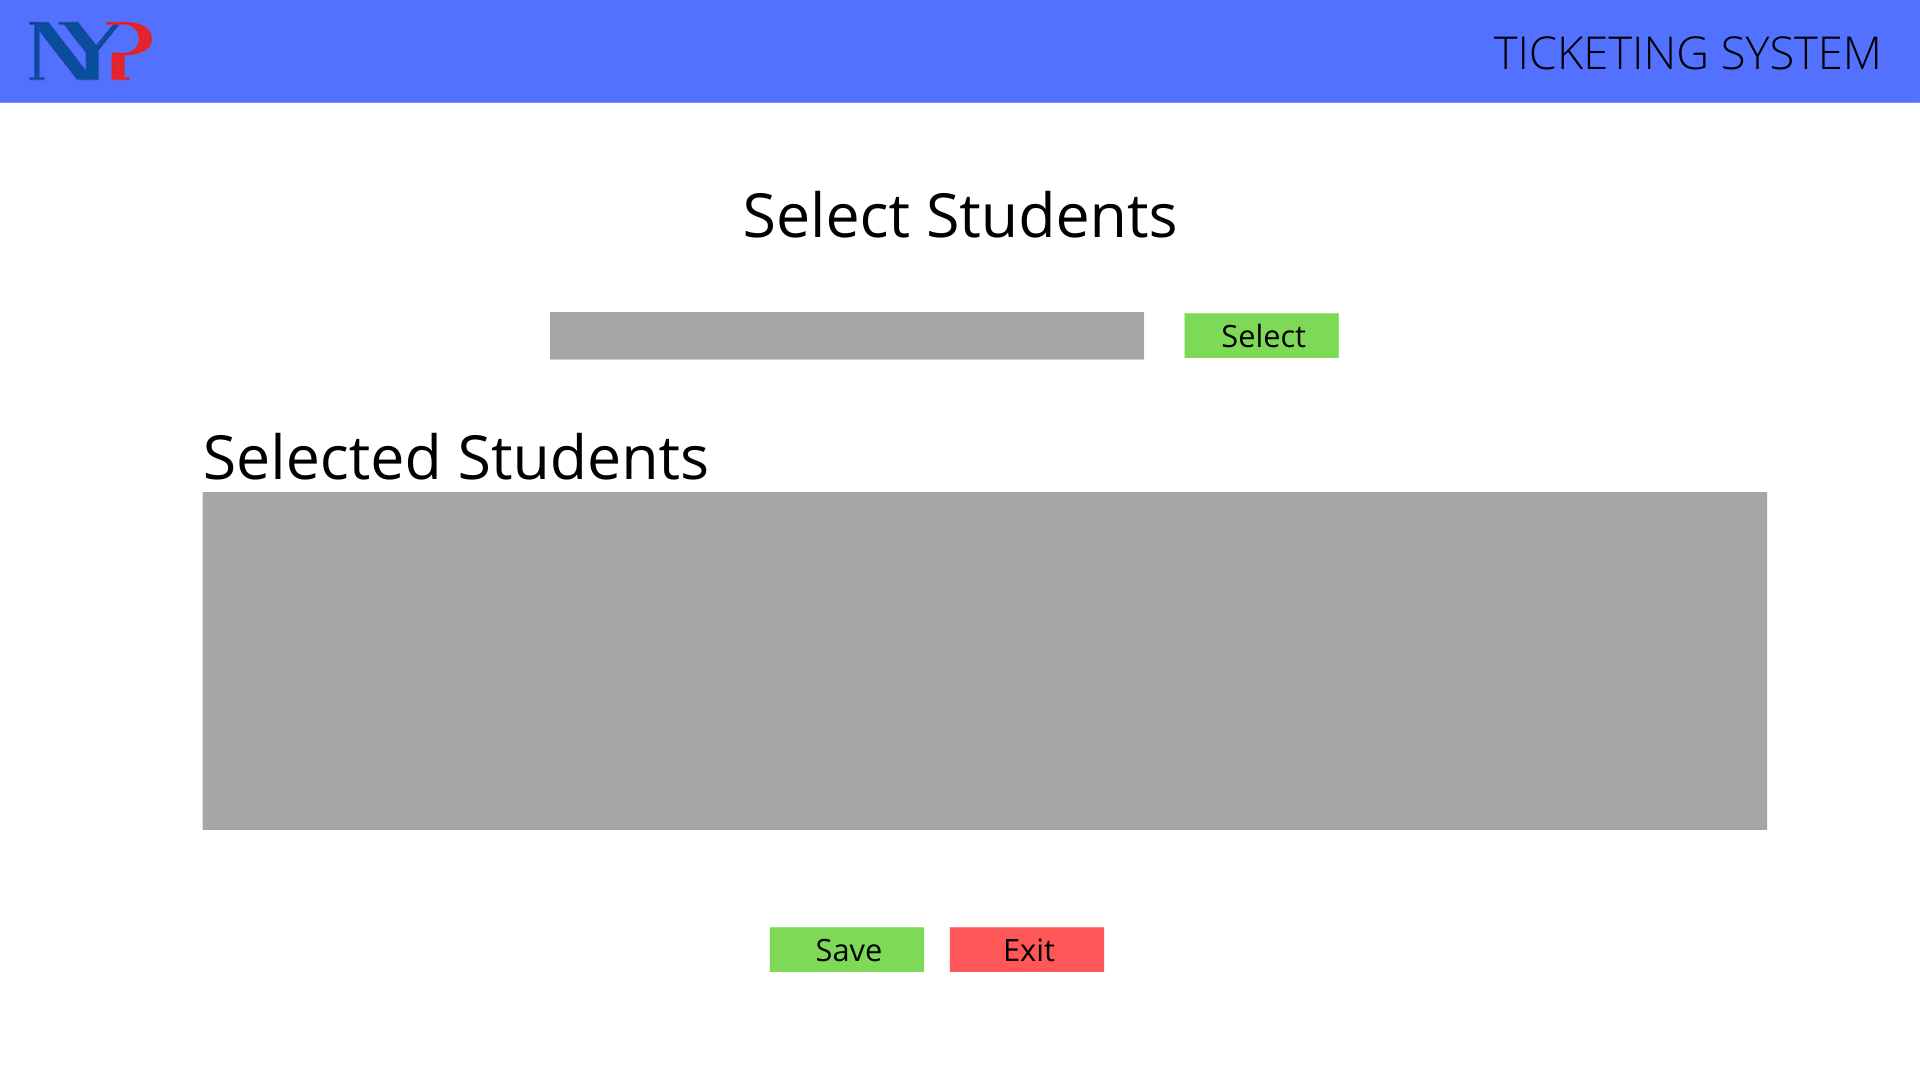 NYP
TICKETING SYSTEM
Select Students
Select
Selected Students
Save
Exit